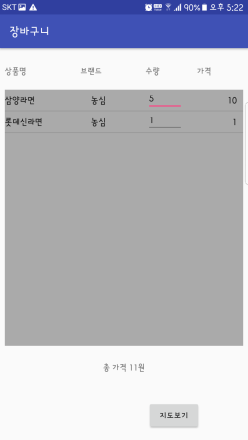 SKT 90% 오후 5:22
장바구니
상품명 브랜드 수량 가격
삼양라면 농심 5 10
롯데신라면 농심 1 1
총 가격 11원
지도보기